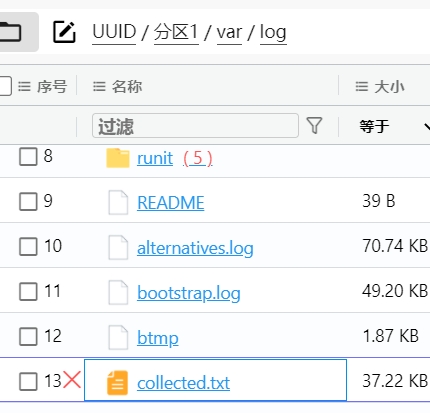 UUID / 分区1 / var / log
序号 名称 大小
过滤 等于
8 runit ( 5 )
9 README 39 B
10 alternatives.log 70.74 KB
11 bootstrap.log 49.20 KB
12 btmp 1.87 KB
13 collected.txt 37.22 KB